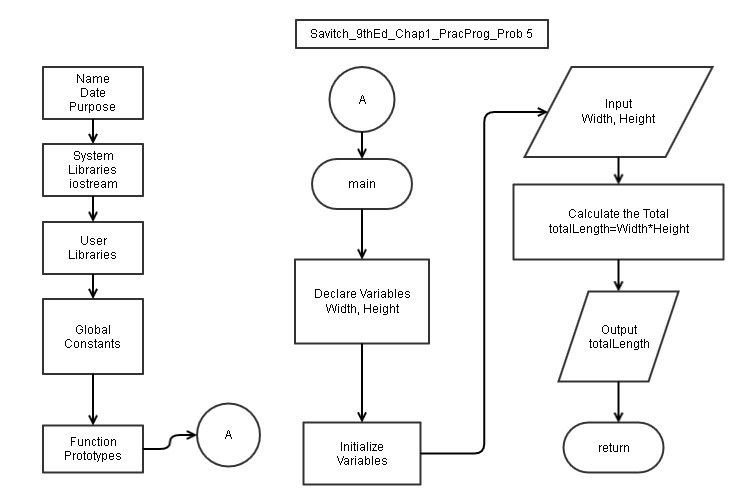 Savitch_9thEd_Chap1_PracProg_Prob 5
Name
Date
Purpose
System
Libraries
iostream
User
Libraries
Global
Constants
Function
Prototypes
A
A
main
Declare Variables
Width, Height
Initialize
Variables
Input
Width, Height
Calculate the Total
totalLength=Width*Height
Output
totalLength
return